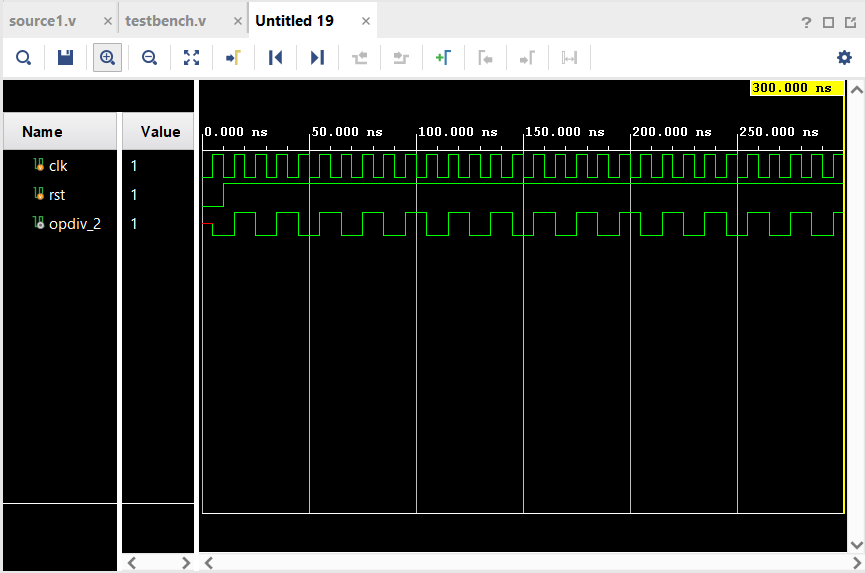 source1.v × testbench.v × Untitled 19 × ?
300.000 ns
Name Value 0.000 ns 50.000 ns 100.000 ns 150.000 ns 200.000 ns 250.000 ns
clk 1
rst 1
opdiv_2 1